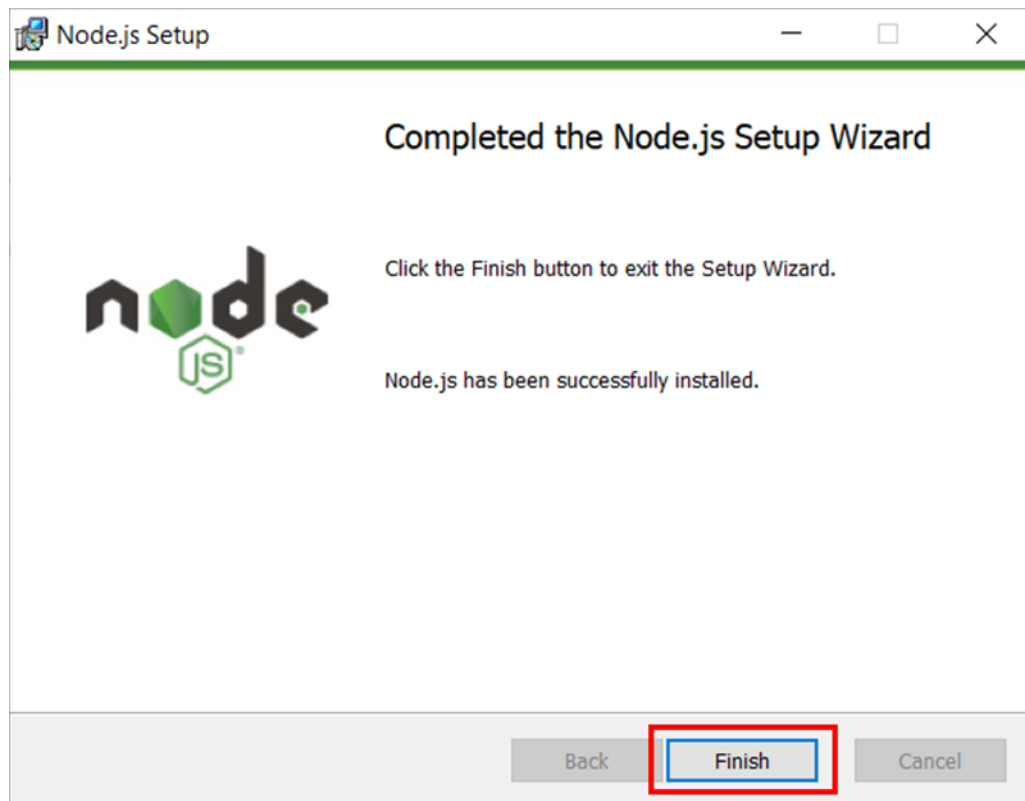 Node.js Setup
Completed the Node.js Setup Wizard
Click the Finish button to exit the Setup Wizard.
node
JS®
Node.js has been successfully installed.
Back
Finish
Cancel